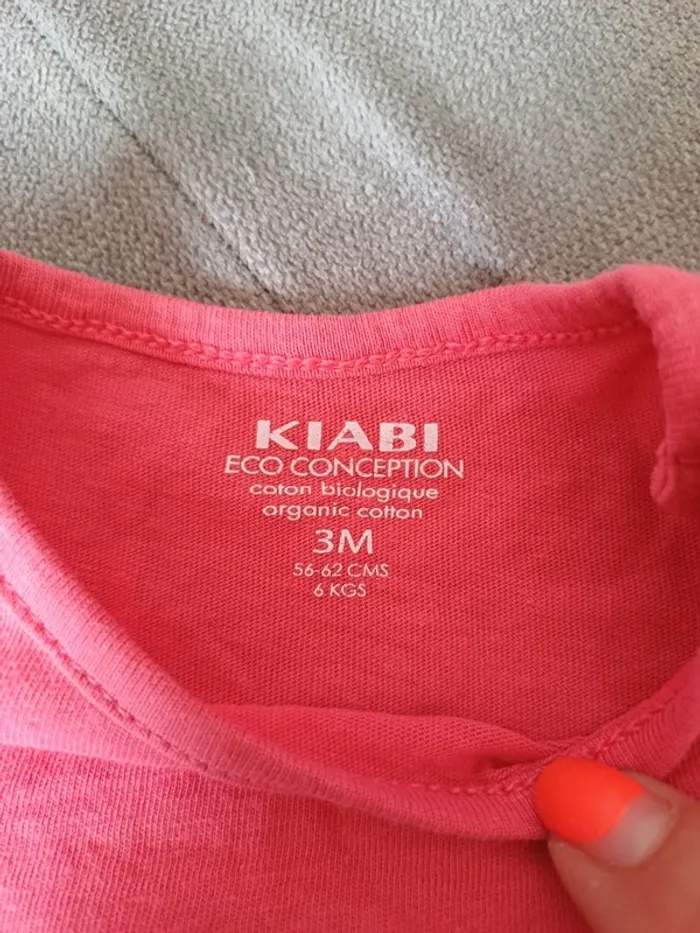 KIABI
ECO CONCEPTION
coton biologique
organic cotton
3M
56-62 CMS
6 KGS